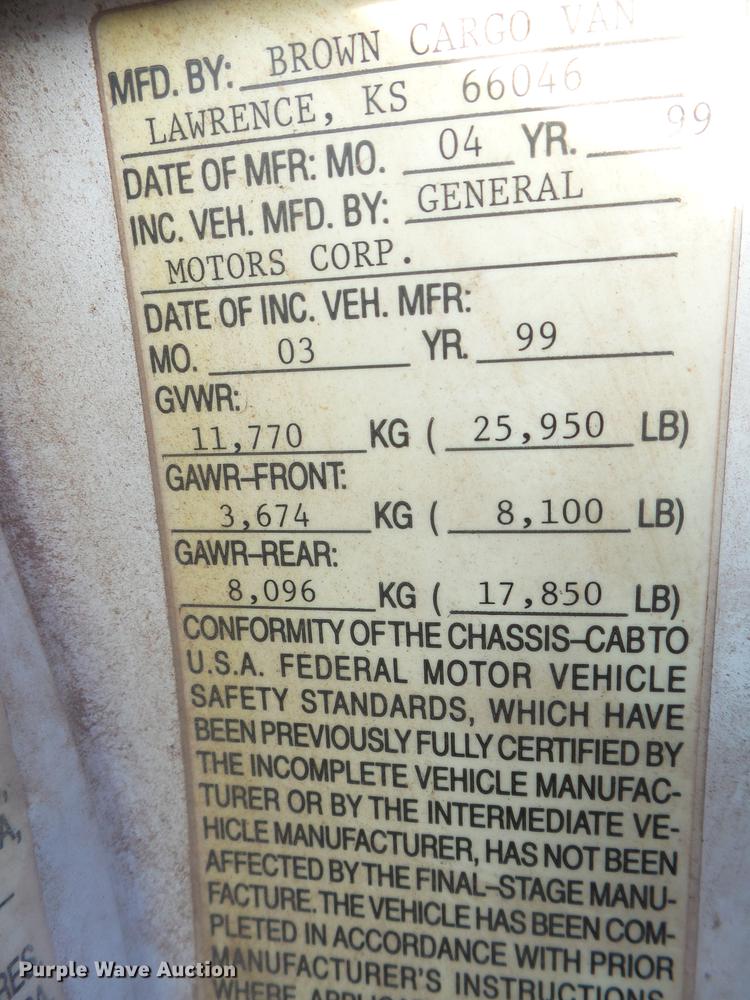 MFD. BY: BROWN CARGO VAN
LAWRENCE, KS 66046
DATE OF MFR: MO. 04 YR. 99
INC. VEH. MFD. BY: GENERAL
MOTORS CORP.
DATE OF INC. VEH. MFR:
MO. 03 YR. 99
GVWR:
11,770 KG ( 25,950 LB)
GAWR-FRONT:
3,674 KG ( 8,100 LB)
GAWR-REAR:
8,096 KG ( 17,850 LB)
CONFORMITY OF THE CHASSIS-CAB TO
U.S.A. FEDERAL MOTOR VEHICLE
SAFETY STANDARDS, WHICH HAVE
BEEN PREVIOUSLY FULLY CERTIFIED BY
THE INCOMPLETE VEHICLE MANUFAC-
TURER OR BY THE INTERMEDIATE VE-
HICLE MANUFACTURER, HAS NOT BEEN
AFFECTED BY THE FINAL-STAGE MANU-
FACTURE. THE VEHICLE HAS BEEN COM-
PLETED IN ACCORDANCE WITH PRIOR
MANUFACTURER'S INSTRUCTIONS
WHERE
Purple Wave Auction